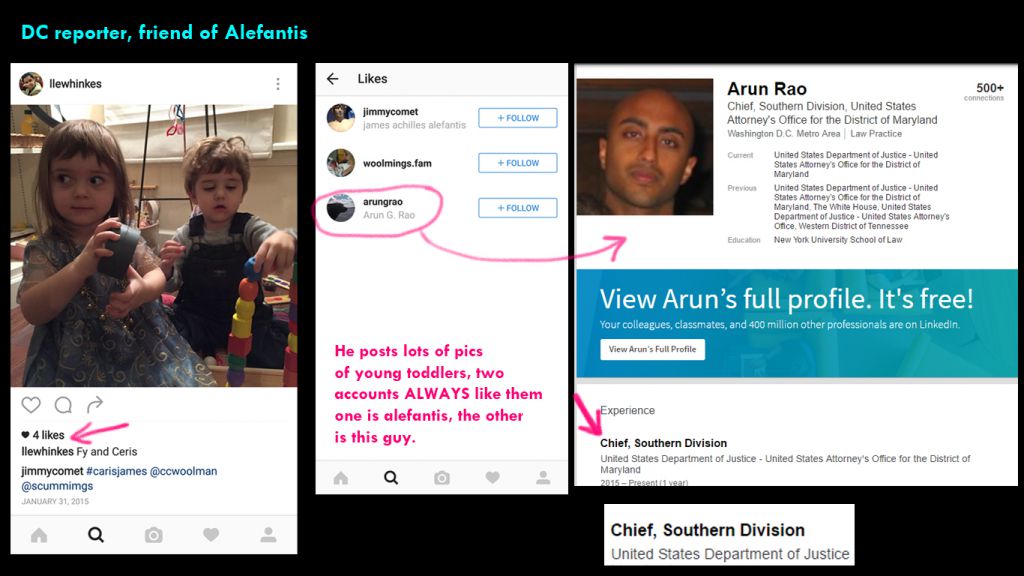 DC reporter, friend of Alefantis
llewhinkes
4 likes
llewhinkes Fy and Ceris
jimmycomet #carisjames @ccwoolman
@scummimgs
JANUARY 31, 2015
Likes
jimmycomet
james achilles alefantis
+ FOLLOW
woolmings.fam
+ FOLLOW
arungrao
Arun G. Rao
+ FOLLOW
He posts lots of pics
of young toddlers, two
accounts ALWAYS like them
one is alefantis, the other
is this guy.
Arun Rao
500+
connections
Chief, Southern Division, United States
Attorney's Office for the District of Maryland
Washington D.C. Metro Area | Law Practice
Current United States Department of Justice - United
States Attorney's Office for the District of
Maryland
Previous United States Department of Justice - United
States Attorney's Office for the District of
Maryland, The White House, United States
Department of Justice - United States Attorney's
Office, Western District of Tennessee
Education New York University School of Law
View Arun's full profile. It's free!
Your colleagues, classmates, and 400 million other professionals are on LinkedIn.
View Arun's Full Profile
Experience
Chief, Southern Division
United States Department of Justice - United States Attorney's Office for the District of
Maryland
2015 – Present (1 year)
Chief, Southern Division
United States Department of Justice